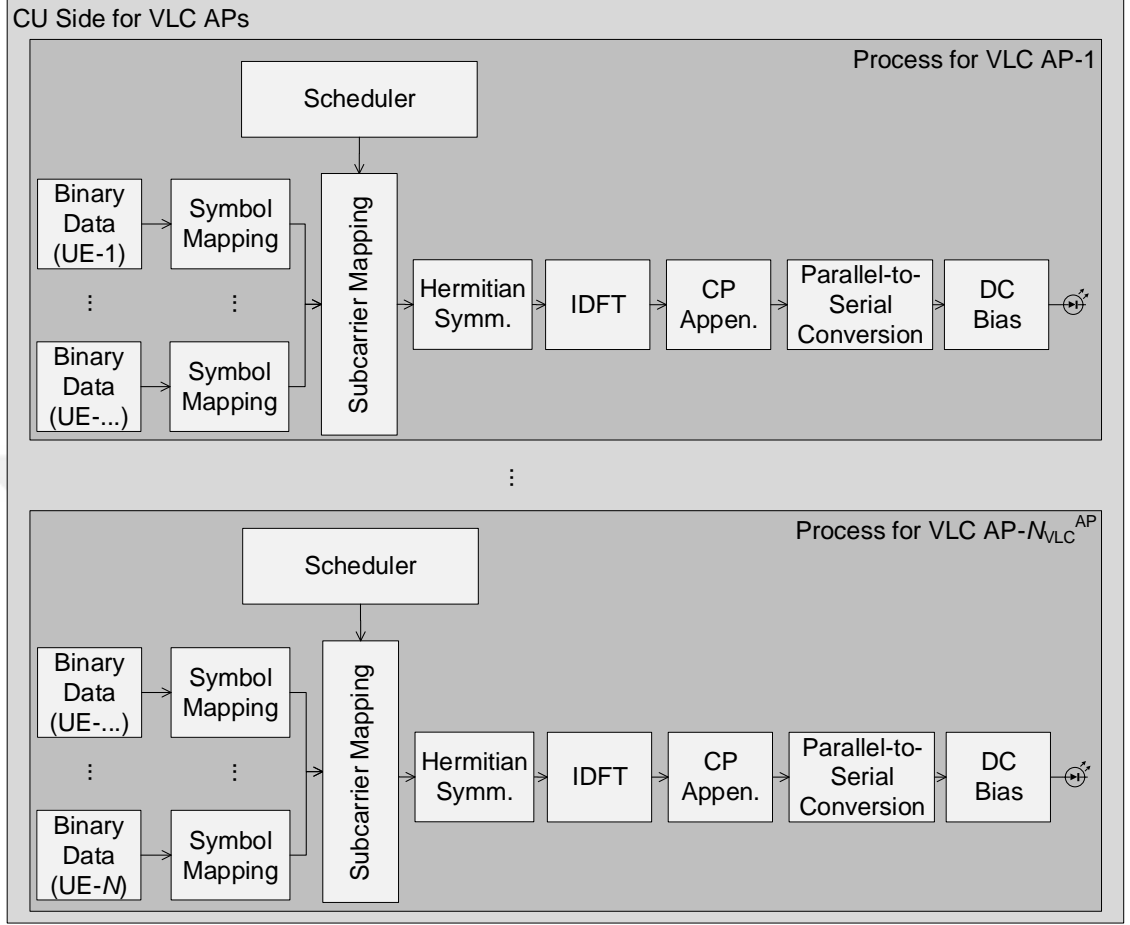 CU Side for VLC APs
Process for VLC AP-1
Scheduler
Binary
Data
(UE-1)
Symbol
Mapping
⋮
⋮
Binary
Data
(UE-...)
Symbol
Mapping
Subcarrier Mapping
Hermitian
Symm.
IDFT
CP
Appen.
Parallel-to-
Serial
Conversion
DC
Bias
⋮
Process for VLC AP-N_VLC^AP
Scheduler
Binary
Data
(UE-...)
Symbol
Mapping
⋮
⋮
Binary
Data
(UE-N)
Symbol
Mapping
Subcarrier Mapping
Hermitian
Symm.
IDFT
CP
Appen.
Parallel-to-
Serial
Conversion
DC
Bias